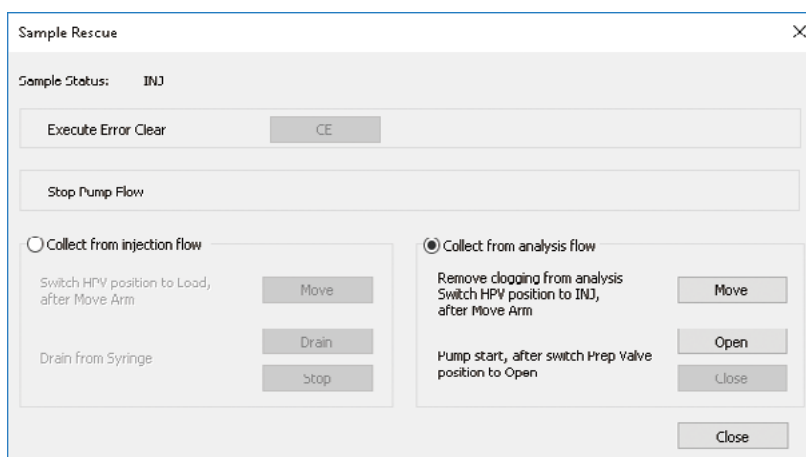 Sample Rescue
Sample Status: INJ
Execute Error Clear CE
Stop Pump Flow
Collect from injection flow
Switch HPV position to Load,
after Move Arm
Move
Drain from Syringe
Drain
Stop
Collect from analysis flow
Remove clogging from analysis
Switch HPV position to INJ,
after Move Arm
Move
Pump start, after switch Prep Valve
position to Open
Open
Close
Close